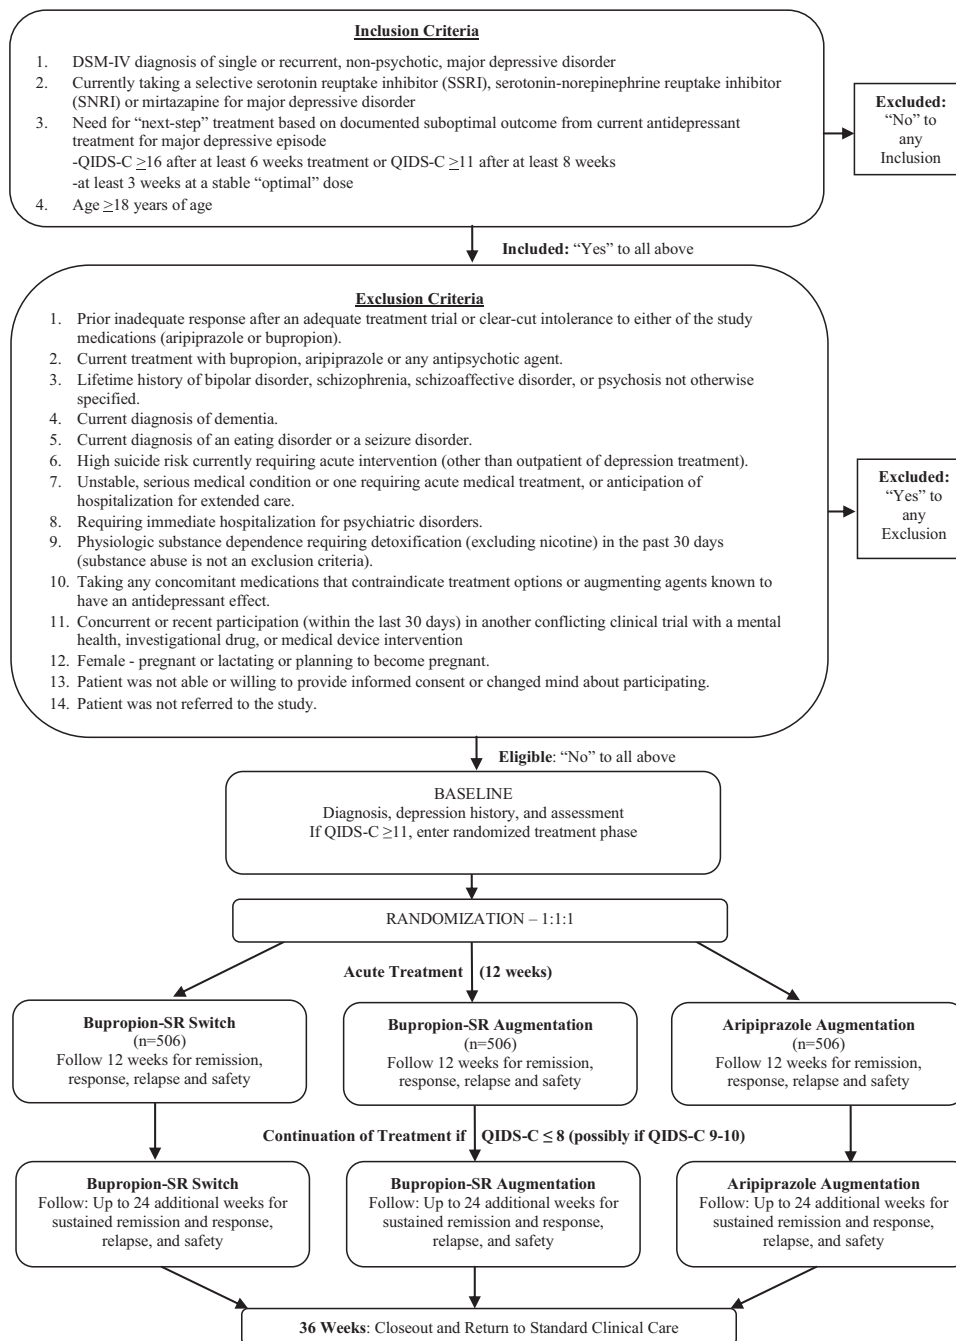 Inclusion Criteria
1. DSM-IV diagnosis of single or recurrent, non-psychotic, major depressive disorder
2. Currently taking a selective serotonin reuptake inhibitor (SSRI), serotonin-norepinephrine reuptake inhibitor
(SNRI) or mirtazapine for major depressive disorder
3. Need for “next-step” treatment based on documented suboptimal outcome from current antidepressant
treatment for major depressive episode
-QIDS-C ≥16 after at least 6 weeks treatment or QIDS-C ≥11 after at least 8 weeks
-at least 3 weeks at a stable “optimal” dose
4. Age ≥18 years of age
Excluded:
“No” to
any
Inclusion
Included: “Yes” to all above
Exclusion Criteria
1. Prior inadequate response after an adequate treatment trial or clear-cut intolerance to either of the study
medications (aripiprazole or bupropion).
2. Current treatment with bupropion, aripiprazole or any antipsychotic agent.
3. Lifetime history of bipolar disorder, schizophrenia, schizoaffective disorder, or psychosis not otherwise
specified.
4. Current diagnosis of dementia.
5. Current diagnosis of an eating disorder or a seizure disorder.
6. High suicide risk currently requiring acute intervention (other than outpatient of depression treatment).
7. Unstable, serious medical condition or one requiring acute medical treatment, or anticipation of
hospitalization for extended care.
8. Requiring immediate hospitalization for psychiatric disorders.
9. Physiologic substance dependence requiring detoxification (excluding nicotine) in the past 30 days
(substance abuse is not an exclusion criteria).
10. Taking any concomitant medications that contraindicate treatment options or augmenting agents known to
have an antidepressant effect.
11. Concurrent or recent participation (within the last 30 days) in another conflicting clinical trial with a mental
health, investigational drug, or medical device intervention
12. Female - pregnant or lactating or planning to become pregnant.
13. Patient was not able or willing to provide informed consent or changed mind about participating.
14. Patient was not referred to the study.
Excluded:
“Yes” to
any
Exclusion
Eligible: “No” to all above
BASELINE
Diagnosis, depression history, and assessment
If QIDS-C ≥11, enter randomized treatment phase
RANDOMIZATION – 1:1:1
Acute Treatment (12 weeks)
Bupropion-SR Switch
(n=506)
Follow 12 weeks for remission,
response, relapse and safety
Bupropion-SR Augmentation
(n=506)
Follow 12 weeks for remission,
response, relapse and safety
Aripiprazole Augmentation
(n=506)
Follow 12 weeks for remission,
response, relapse and safety
Continuation of Treatment if QIDS-C ≤ 8 (possibly if QIDS-C 9-10)
Bupropion-SR Switch
Follow: Up to 24 additional weeks for
sustained remission and response,
relapse, and safety
Bupropion-SR Augmentation
Follow: Up to 24 additional weeks for
sustained remission and response,
relapse, and safety
Aripiprazole Augmentation
Follow: Up to 24 additional weeks for
sustained remission and response,
relapse, and safety
36 Weeks: Closeout and Return to Standard Clinical Care